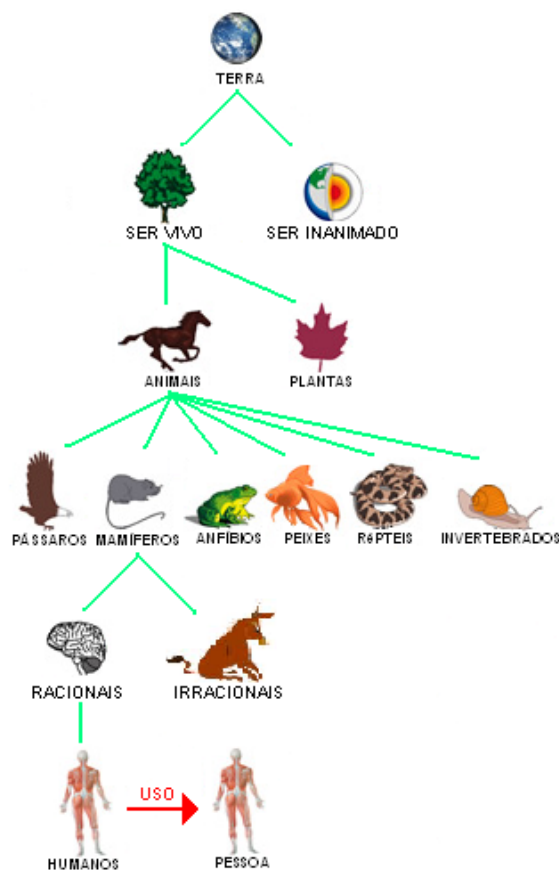 TERRA
SER VIVO
SER INANIMADO
ANIMAIS
PLANTAS
PÁSSAROS
MAMÍFEROS
ANFÍBIOS
PEIXES
RéPTEIS
INVERTEBRADOS
RACIONAIS
IRRACIONAIS
USO
HUMANOS
PESSOA